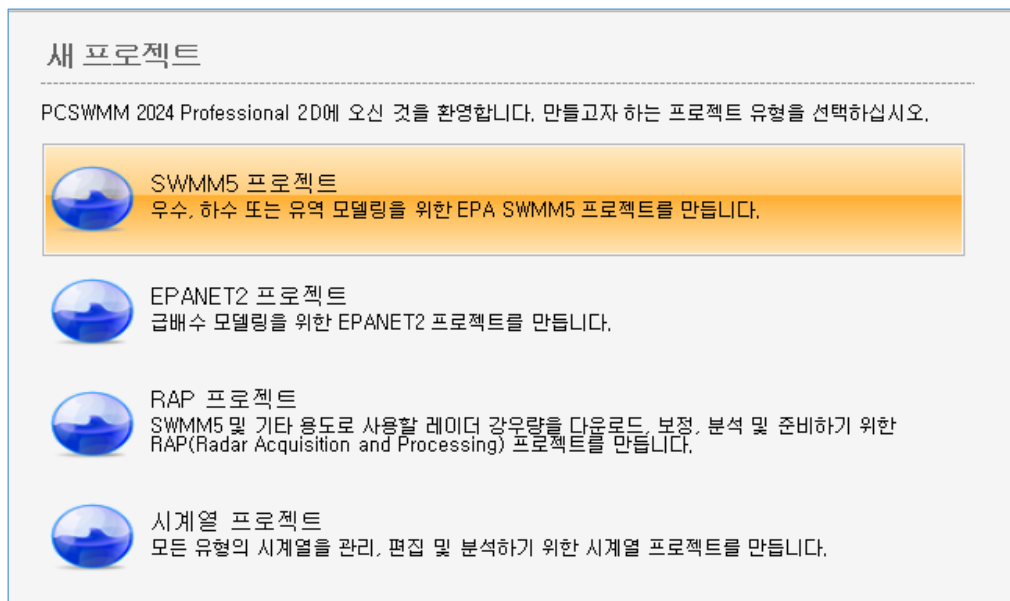 새 프로젝트
PCSWMM 2024 Professional 2D에 오신 것을 환영합니다. 만들고자 하는 프로젝트 유형을 선택하십시오.
SWMM5 프로젝트
우수, 하수 또는 유역 모델링을 위한 EPA SWMM5 프로젝트를 만듭니다.
EPANET2 프로젝트
급배수 모델링을 위한 EPANET2 프로젝트를 만듭니다.
RAP 프로젝트
SWMM5 및 기타 용도로 사용할 레이더 강우량을 다운로드, 보정, 분석 및 준비하기 위한
RAP(Radar Acquisition and Processing) 프로젝트를 만듭니다.
시계열 프로젝트
모든 유형의 시계열을 관리, 편집 및 분석하기 위한 시계열 프로젝트를 만듭니다.